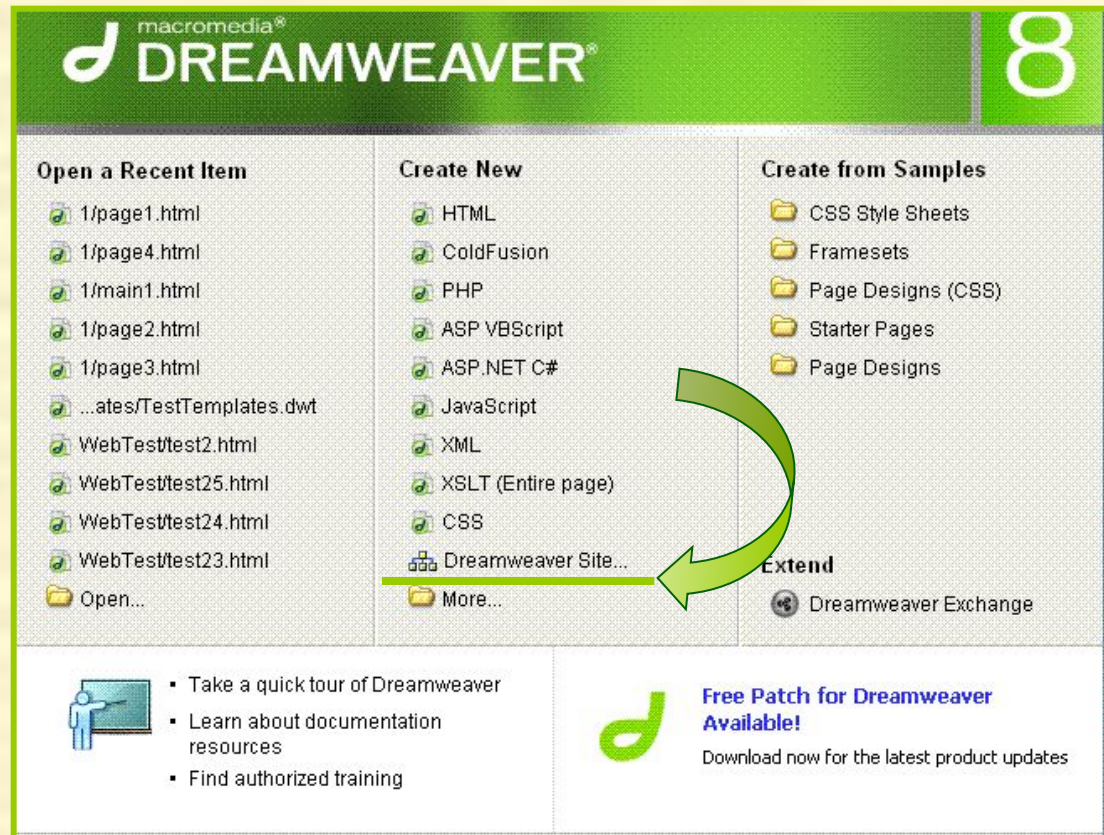 macromedia®
DREAMWEAVER®
8
Open a Recent Item
1/page1.html
1/page4.html
1/main1.html
1/page2.html
1/page3.html
...ates/TestTemplates.dwt
WebTest/test2.html
WebTest/test25.html
WebTest/test24.html
WebTest/test23.html
Open...
Create New
HTML
ColdFusion
PHP
ASP VBScript
ASP.NET C#
JavaScript
XML
XSLT (Entire page)
CSS
Dreamweaver Site...
More...
Create from Samples
CSS Style Sheets
Framesets
Page Designs (CSS)
Starter Pages
Page Designs
Extend
Dreamweaver Exchange
▪ Take a quick tour of Dreamweaver
▪ Learn about documentation
resources
▪ Find authorized training
Free Patch for Dreamweaver
Available!
Download now for the latest product updates